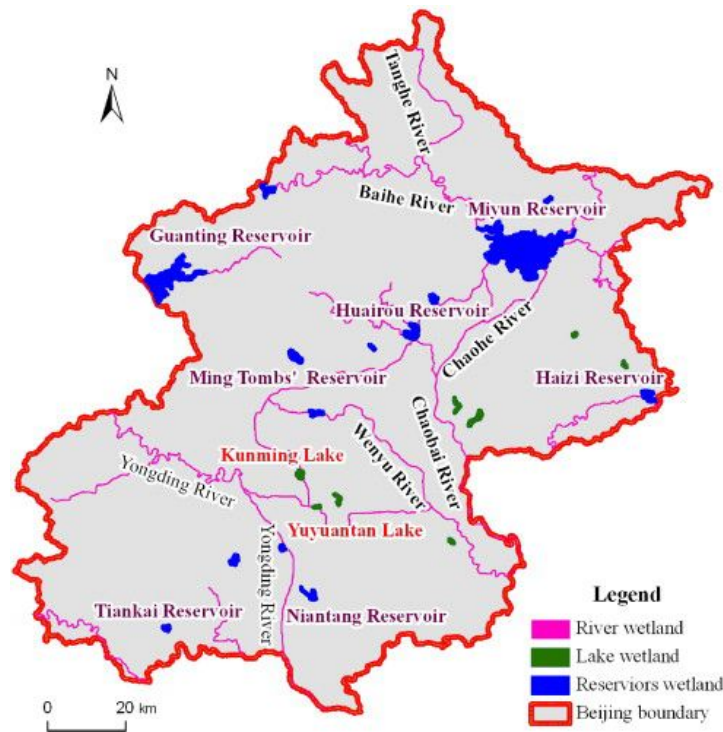 N
Tanghe River
Baihe River
Miyun Reservoir
Guanting Reservoir
Huairou Reservoir
Chaohe River
Ming Tombs' Reservoir
Haizi Reservoir
Chaobai River
Wenyu River
Kunming Lake
Yongding River
Yuyuantan Lake
Yongding River
Tiankai Reservoir
Niantang Reservoir
Legend
River wetland
Lake wetland
Reserviors wetland
Beijing boundary
0 20 km